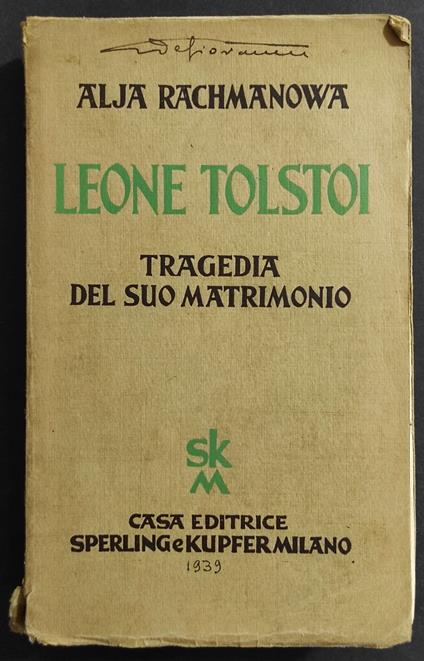 ALJA RACHMANOWA
LEONE TOLSTOI
TRAGEDIA
DEL SUO MATRIMONIO
sk
M
CASA EDITRICE
SPERLING e KUPFER MILANO
1939